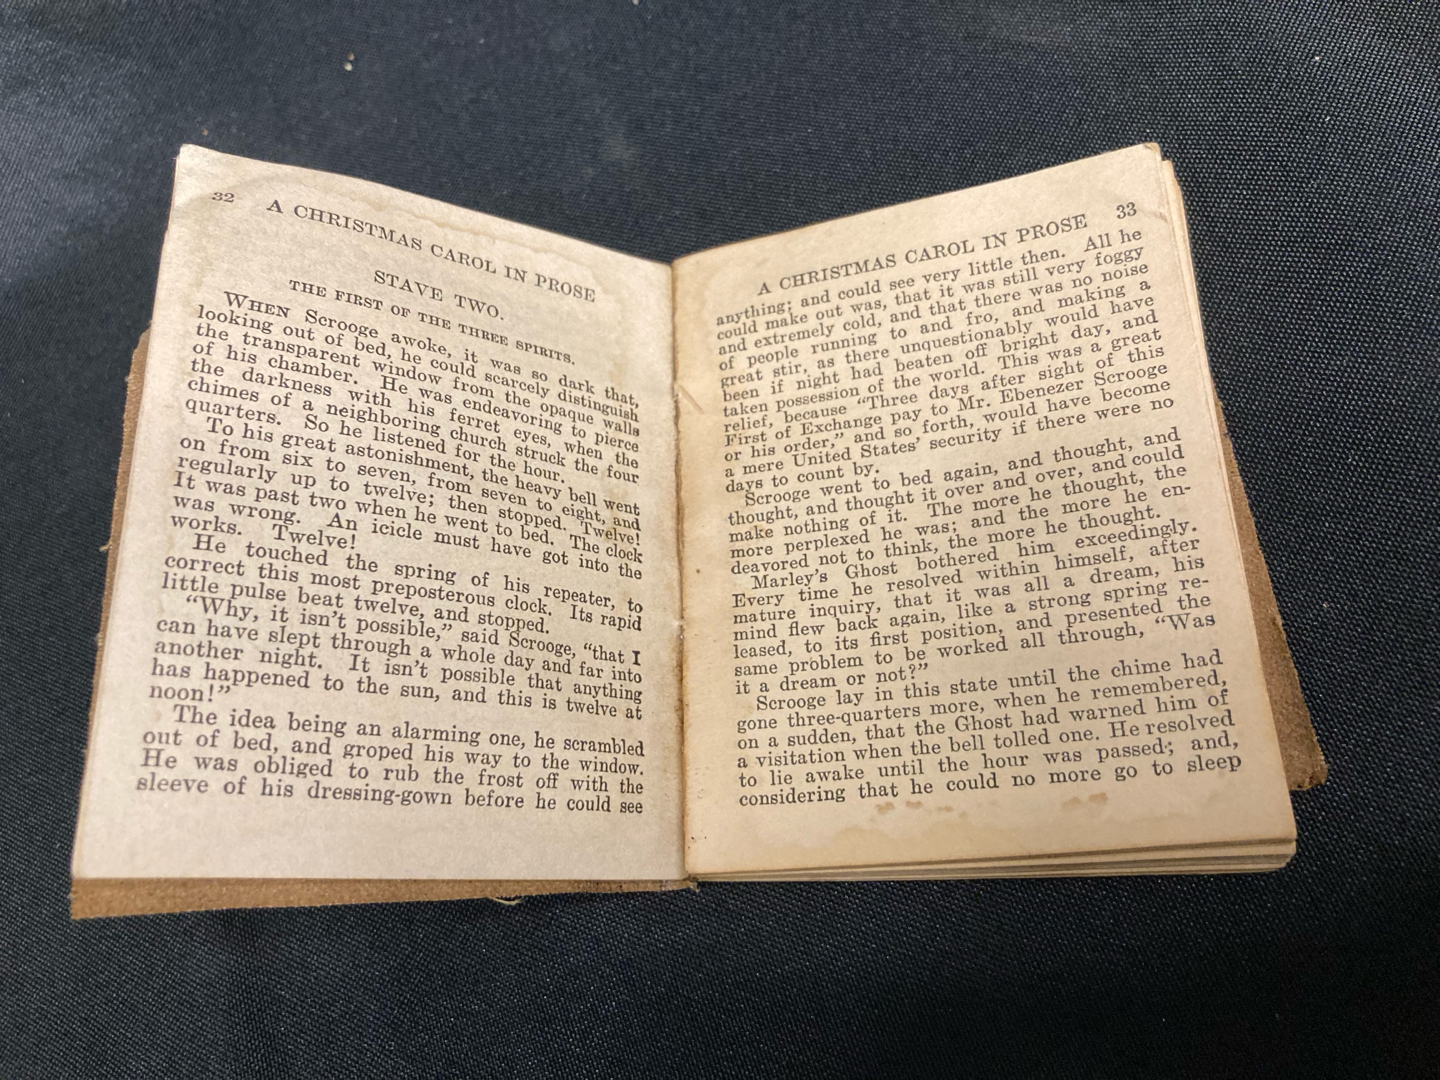 32 A CHRISTMAS CAROL IN PROSE
STAVE TWO.
THE FIRST OF THE THREE SPIRITS.
WHEN Scrooge awoke, it was so dark that,
looking out of bed, he could scarcely distinguish
the transparent window from the opaque walls
of his chamber. He was endeavoring to pierce
the darkness with his ferret eyes, when the
chimes of a neighboring church struck the four
quarters. So he listened for the hour.
To his great astonishment, the heavy bell went
on from six to seven, from seven to eight, and
regularly up to twelve; then stopped. Twelve!
It was past two when he went to bed. The clock
was wrong. An icicle must have got into the
works. Twelve!
He touched the spring of his repeater, to
correct this most preposterous clock. Its rapid
little pulse beat twelve, and stopped.
“Why, it isn’t possible,” said Scrooge, “that I
can have slept through a whole day and far into
another night. It isn’t possible that anything
has happened to the sun, and this is twelve at
noon!”
The idea being an alarming one, he scrambled
out of bed, and groped his way to the window.
He was obliged to rub the frost off with the
sleeve of his dressing-gown before he could see
A CHRISTMAS CAROL IN PROSE 33
anything; and could see very little then. All he
could make out was, that it was still very foggy
and extremely cold, and that there was no noise
of people running to and fro, and making a
great stir, as there unquestionably would have
been if night had beaten off bright day, and
taken possession of the world. This was a great
relief, because “Three days after sight of this
First of Exchange pay to Mr. Ebenezer Scrooge
or his order,” and so forth, would have become
a mere United States’ security if there were no
days to count by.
Scrooge went to bed again, and thought, and
thought, and thought it over and over, and could
make nothing of it. The more he thought, the
more perplexed he was; and the more he en-
deavored not to think, the more he thought.
Marley’s Ghost bothered him exceedingly.
Every time he resolved within himself, after
mature inquiry, that it was all a dream, his
mind flew back again, like a strong spring re-
leased, to its first position, and presented the
same problem to be worked all through, “Was
it a dream or not?”
Scrooge lay in this state until the chime had
gone three-quarters more, when he remembered,
on a sudden, that the Ghost had warned him of
a visitation when the bell tolled one. He resolved
to lie awake until the hour was passed; and,
considering that he could no more go to sleep